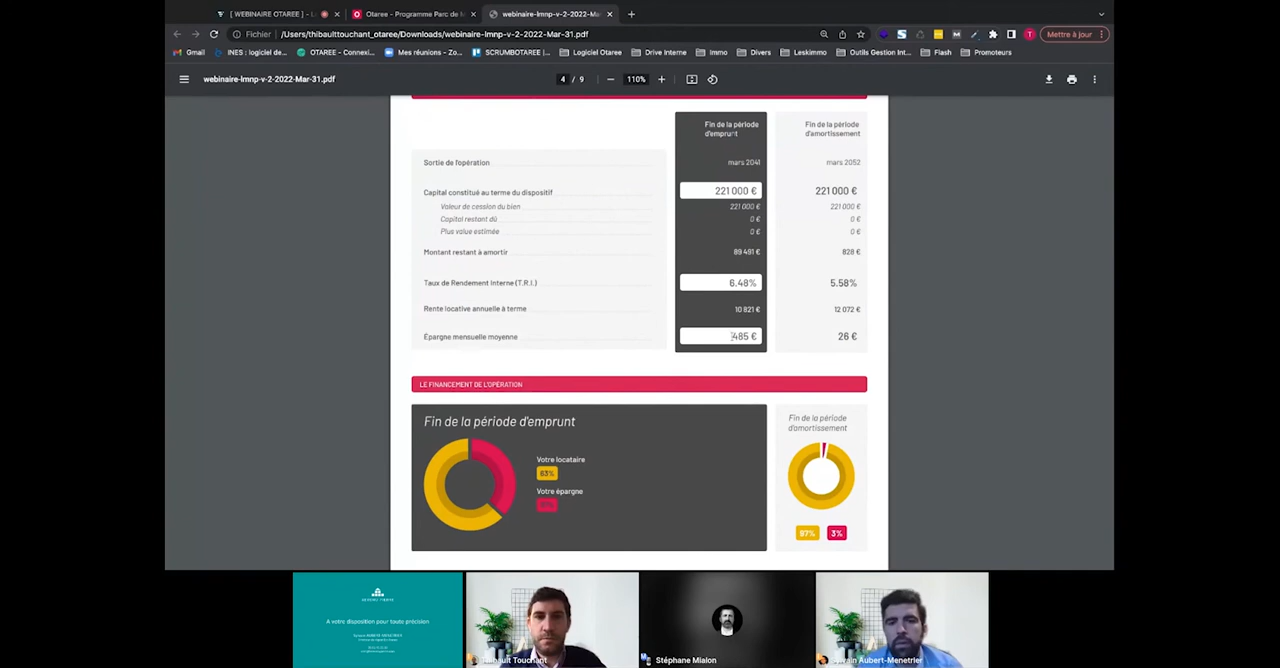 [ WEBINAIRE OTAREE ] - L
Otaree - Programme Parc de M
webinaire-lmnp-v-2-2022-Mar
Fichier
/Users/thibaulttouchant_otaree/Downloads/webinaire-lmnp-v-2-2022-Mar-31.pdf
Mettre à jour
Gmail
INES : logiciel de...
OTAREE - Connexi...
Mes réunions - Zo...
SCRUMBOTAREE |...
Logiciel Otaree
Drive Interne
Immo
Divers
Leskimmo
Outils Gestion Int...
Flash
Promoteurs
webinaire-lmnp-v-2-2022-Mar-31.pdf
4 / 9
110%
Fin de la période
d'emprunt
Fin de la période
d'amortissement
Sortie de l'opération
mars 2041
mars 2052
Capital constitué au terme du dispositif
221 000 €
221 000 €
Valeur de cession du bien
221 000 €
221 000 €
Capital restant dû
0 €
0 €
Plus value estimée
0 €
0 €
Montant restant à amortir
89 491 €
828 €
Taux de Rendement Interne (T.R.I.)
6.48%
5.58%
Rente locative annuelle à terme
10 821 €
12 072 €
Épargne mensuelle moyenne
485 €
26 €
LE FINANCEMENT DE L'OPÉRATION
Fin de la période d'emprunt
Votre locataire
63%
Votre épargne
Fin de la période
d'amortissement
97%
3%
A votre disposition pour toute précision
Thibault Touchant
Stéphane Mialon
Sylvain Aubert-Menetrier